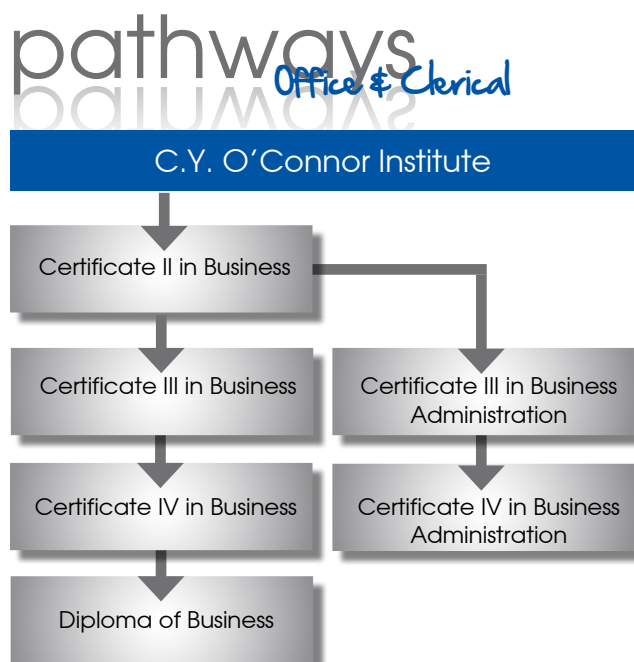 pathways
Office & Clerical
C.Y. O'Connor Institute
Certificate II in Business
Certificate III in Business
Certificate III in Business
Administration
Certificate IV in Business
Certificate IV in Business
Administration
Diploma of Business